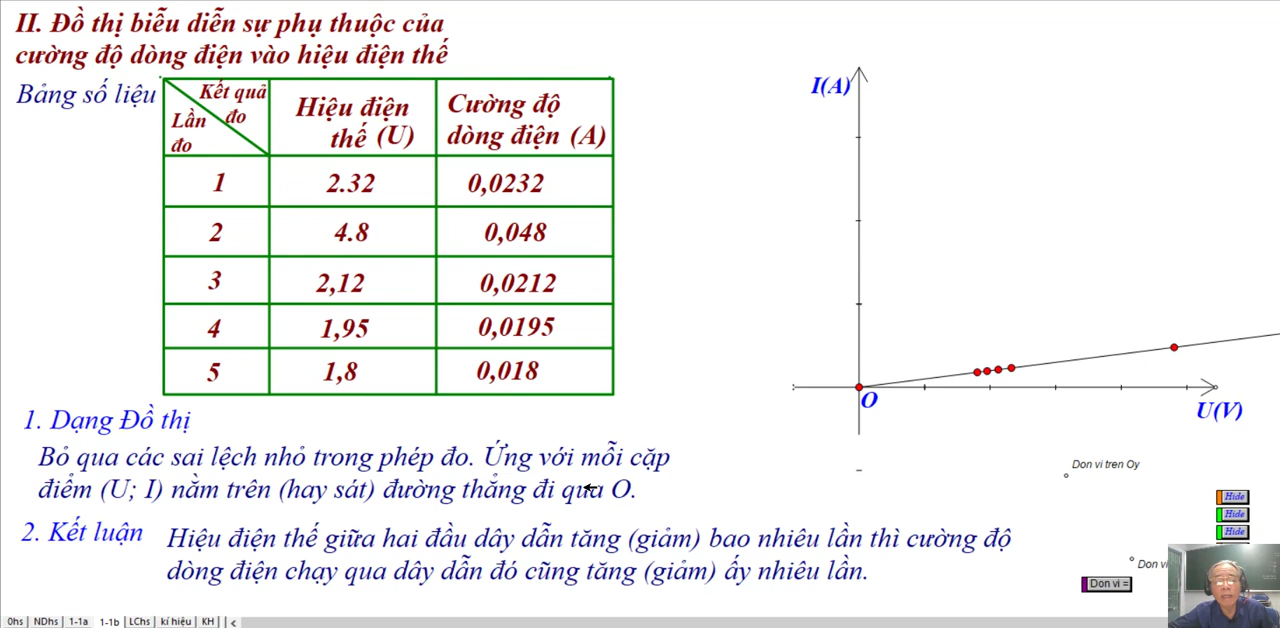 II. Đồ thị biễu diễn sự phụ thuộc của
cường độ dòng điện vào hiệu điện thế
Bảng số liệu
Kết quả
đo
Lần
đo
Hiệu điện
thế (U)
Cường độ
dòng điện (A)
1 2.32 0,0232
2 4.8 0,048
3 2,12 0,0212
4 1,95 0,0195
5 1,8 0,018
I(A)
O
U(V)
1. Dạng Đồ thị
Bỏ qua các sai lệch nhỏ trong phép đo. Ứng với mỗi cặp
điểm (U; I) nằm trên (hay sát) đường thẳng đi qua O.
2. Kết luận
Hiệu điện thế giữa hai đầu dây dẫn tăng (giảm) bao nhiêu lần thì cường độ
dòng điện chạy qua dây dẫn đó cũng tăng (giảm) ấy nhiêu lần.
Don vi tren Oy
Hide
Hide
Hide
Don vi
Don vi =
0hs | NDhs | 1-1a | 1-1b | LChs | kí hiệu | KH | <